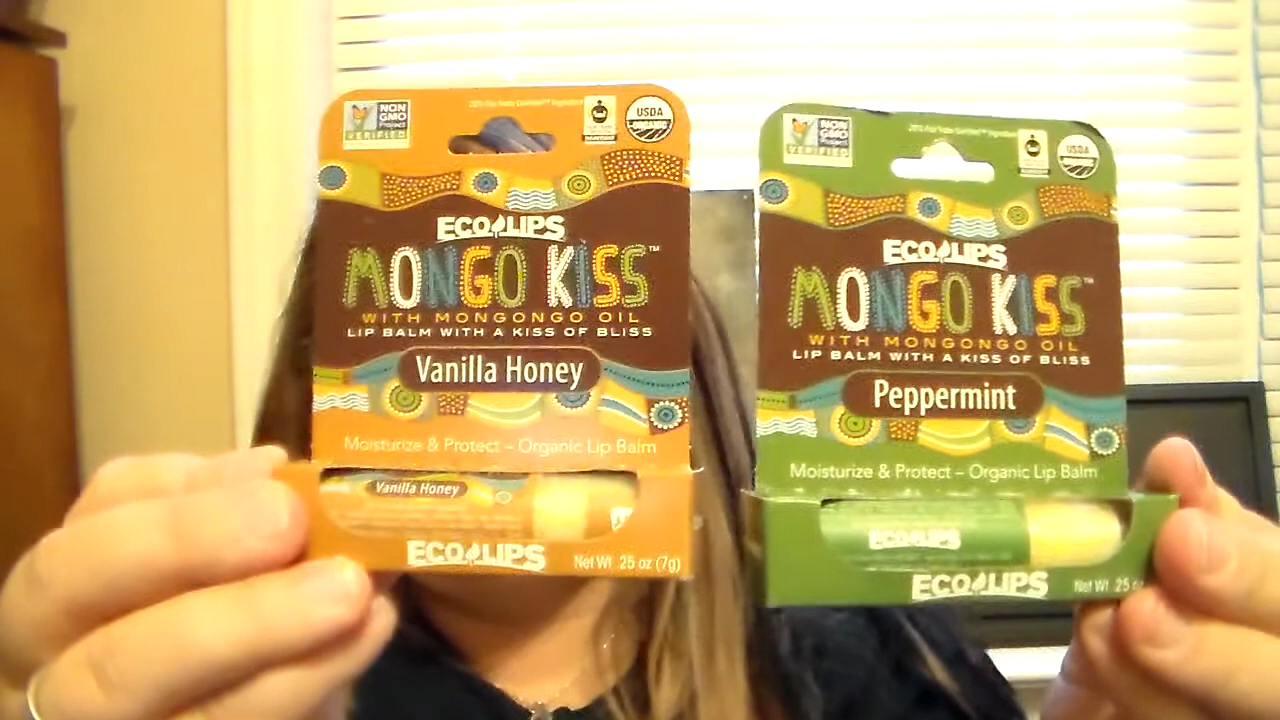 NON
GMO
Project
VERIFIED
USDA
ORGANIC
ECO LIPS
MONGO KISS™
WITH MONGONGO OIL
LIP BALM WITH A KISS OF BLISS
Vanilla Honey
Moisturize & Protect – Organic Lip Balm
Vanilla Honey
ECO LIPS
Net Wt .25 oz (7g)
NON
GMO
Project
VERIFIED
USDA
ORGANIC
ECO LIPS
MONGO KISS™
WITH MONGONGO OIL
LIP BALM WITH A KISS OF BLISS
Peppermint
Moisturize & Protect – Organic Lip Balm
ECO LIPS
ECO LIPS
Net Wt .25